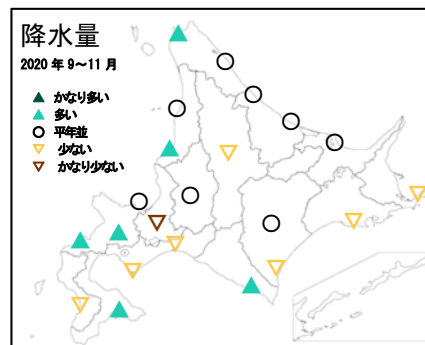 降水量
2020 年 9～11 月
かなり多い
多い
平年並
少ない
かなり少ない